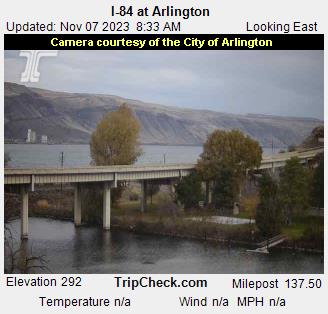 I-84 at Arlington
Updated: Nov 07 2023 8:33 AM Looking East
Camera courtesy of the City of Arlington
Elevation 292 TripCheck.com Milepost 137.50
Temperature n/a Wind n/a MPH n/a